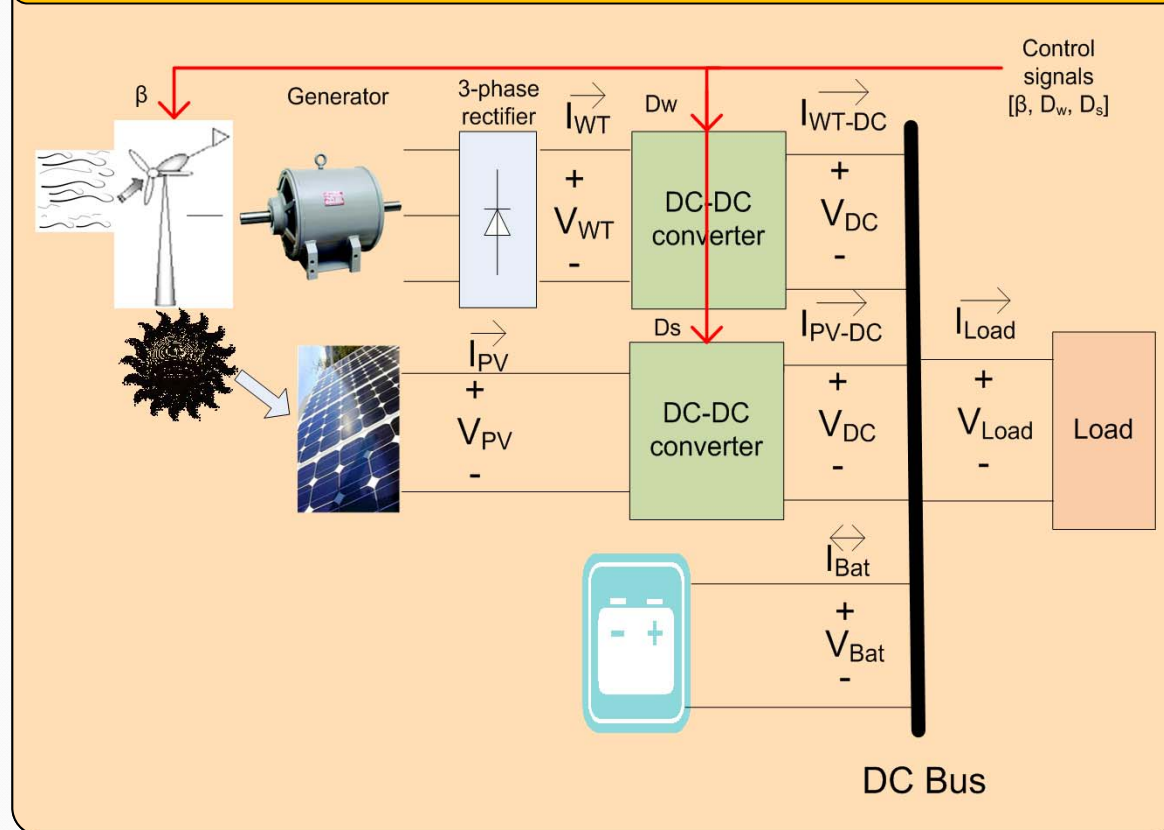 Control
signals
[β, Dw, Ds]
β
Generator
3-phase
rectifier
IWT
+
VWT
-
Dw
DC-DC
converter
IWT-DC
+
VDC
-
IPV
+
VPV
-
Ds
DC-DC
converter
IPV-DC
+
VDC
-
ILoad
+
VLoad
-
Load
- +
IBat
+
VBat
-
DC Bus